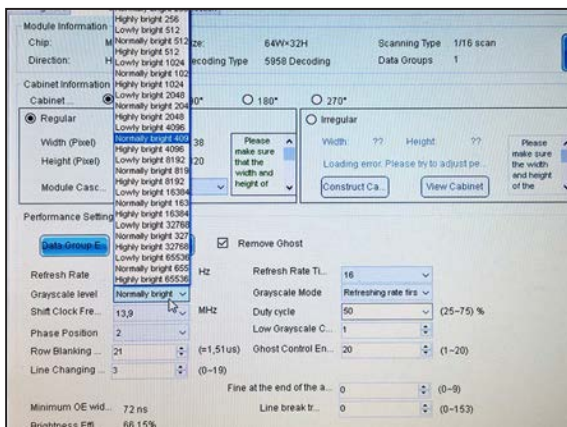 Module Information
Chip: M ze: 64W×32H Scanning Type 1/16 scan
Direction: H ecoding Type 5958 Decoding Data Groups 1
Cabinet Information
Cabinet ... 90° 180° 270°
Regular Irregular
Width (Pixel) 38 Please make sure that the width and height of
Height (Pixel) 20
Module Casc...
Width: ?? Height: ?? Please make sure the width and height of the
Loading error. Please try to adjust pe...
Construct Ca... View Cabinet
Highly bright 256
Lowly bright 512
Normally bright 512
Highly bright 512
Lowly bright 1024
Normally bright 102
Highly bright 1024
Lowly bright 2048
Normally bright 204
Highly bright 2048
Lowly bright 4096
Normally bright 409
Highly bright 4096
Lowly bright 8192
Normally bright 819
Highly bright 8192
Lowly bright 16384
Normally bright 163
Highly bright 16384
Lowly bright 32768
Normally bright 327
Highly bright 32768
Lowly bright 65536
Normally bright 655
Highly bright 65536
Performance Setting
Data Group E... Remove Ghost
Refresh Rate Hz Refresh Rate Ti... 16
Grayscale level Normally bright Grayscale Mode Refreshing rate firs
Shift Clock Fre... 13,9 MHz Duty cycle 50 (25~75) %
Phase Position 2 Low Grayscale C... 1
Row Blanking ... 21 (=1,51us) Ghost Control En... 20 (1~20)
Line Changing ... 3 (0~19)
Fine at the end of the a... 0 (0~9)
Minimum OE wid... 72 ns Line break tr... 0 (0~153)
Brightness Effi... 66,15%